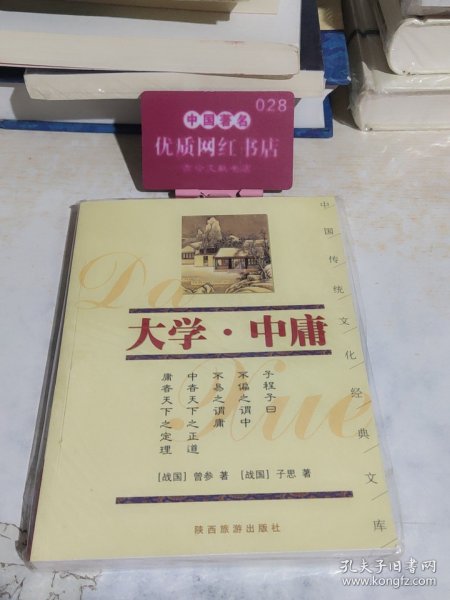 028
中国著名
优质网红书店
中国传统文化经典文库
Da
Xue
大学·中庸
子程子曰
不偏之谓中
不易之谓庸
中者天下之正道
庸者天下之定理
[战国] 曾参 著 [战国] 子思 著
陕西旅游出版社
孔夫子旧书网
www.kongfz.com